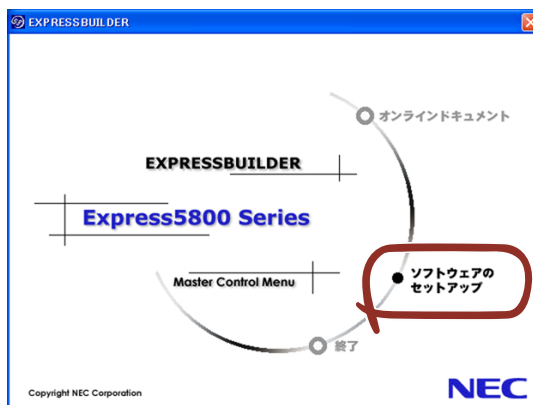 EXPRESSBUILDER
オンラインドキュメント
EXPRESSBUILDER
Express5800 Series
ソフトウェアの
セットアップ
Master Control Menu
終了
Copyright NEC Corporation
NEC